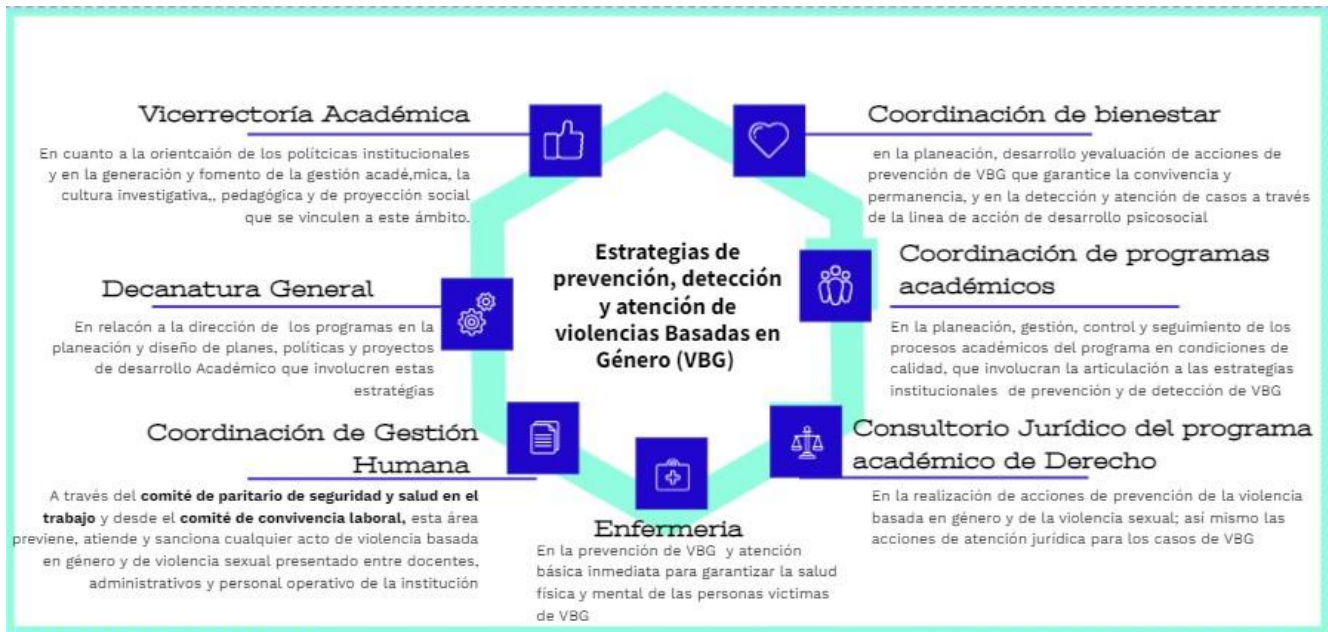 Vicerrectoría Académica
En cuanto a la orientcaión de los polítcicas institucionales
y en la generación y fomento de la gestión acadé,mica, la
cultura investigativa,, pedagógica y de proyección social
que se vinculen a este ámbito.
Decanatura General
En relacón a la dirección de los programas en la
planeación y diseño de planes, políticas y proyectos
de desarrollo Académico que involucren estas
estratégias
Coordinación de Gestión
Humana
A través del comité de paritario de seguridad y salud en el
trabajo y desde el comité de convivencia laboral, esta área
previene, atiende y sanciona cualquier acto de violencia basada
en género y de violencia sexual presentado entre docentes,
administrativos y personal operativo de la institución
Estrategias de
prevención, detección
y atención de
violencias Basadas en
Género (VBG)
Enfermeria
En la prevención de VBG y atención
básica inmediata para garantizar la salud
física y mental de las personas victimas
de VBG
Coordinación de bienestar
en la planeación, desarrollo yevaluación de acciones de
prevención de VBG que garantice la convivencia y
permanencia, y en la detección y atención de casos a través
de la linea de acción de desarrollo psicosocial
Coordinación de programas
académicos
En la planeación, gestión, control y seguimiento de los
procesos académicos del programa en condiciones de
calidad, que involucran la articulación a las estrategias
institucionales de prevención y de detección de VBG
Consultorio Jurídico del programa
académico de Derecho
En la realización de acciones de prevención de la violencia
basada en género y de la violencia sexual; así mismo las
acciones de atención jurídica para los casos de VBG